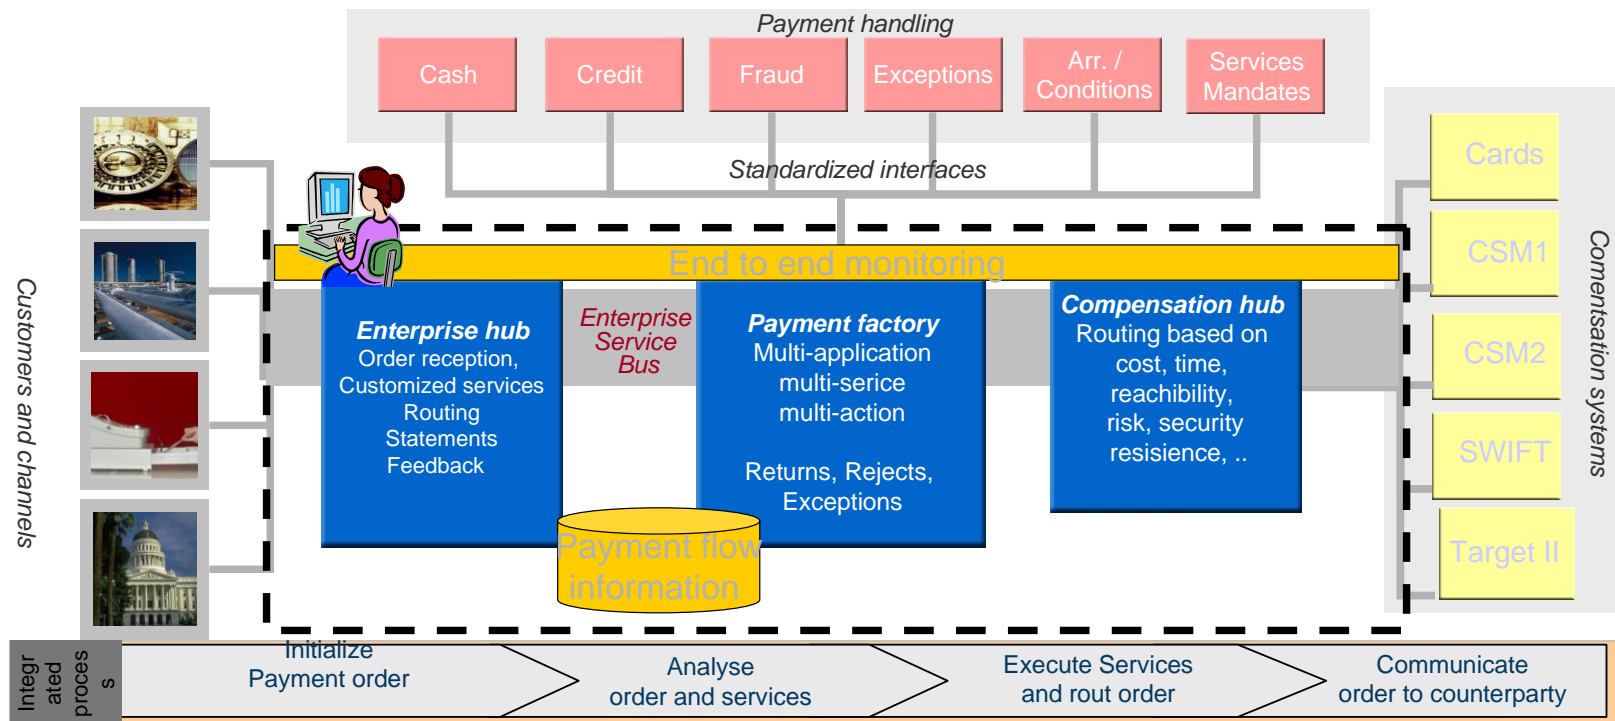 Payment handling
Cash
Credit
Fraud
Exceptions
Arr. /
Conditions
Services
Mandates
Standardized interfaces
Customers and channels
End to end monitoring
Enterprise hub
Order reception,
Customized services
Routing
Statements
Feedback
Enterprise
Service
Bus
Payment factory
Multi-application
multi-serice
multi-action
Returns, Rejects,
Exceptions
Compensation hub
Routing based on
cost, time,
reachibility,
risk, security
resisience, ..
Payment flow
information
Cards
CSM1
CSM2
SWIFT
Target II
Comentsation systems
Integr
ated
proces
s
Initialize
Payment order
Analyse
order and services
Execute Services
and rout order
Communicate
order to counterparty